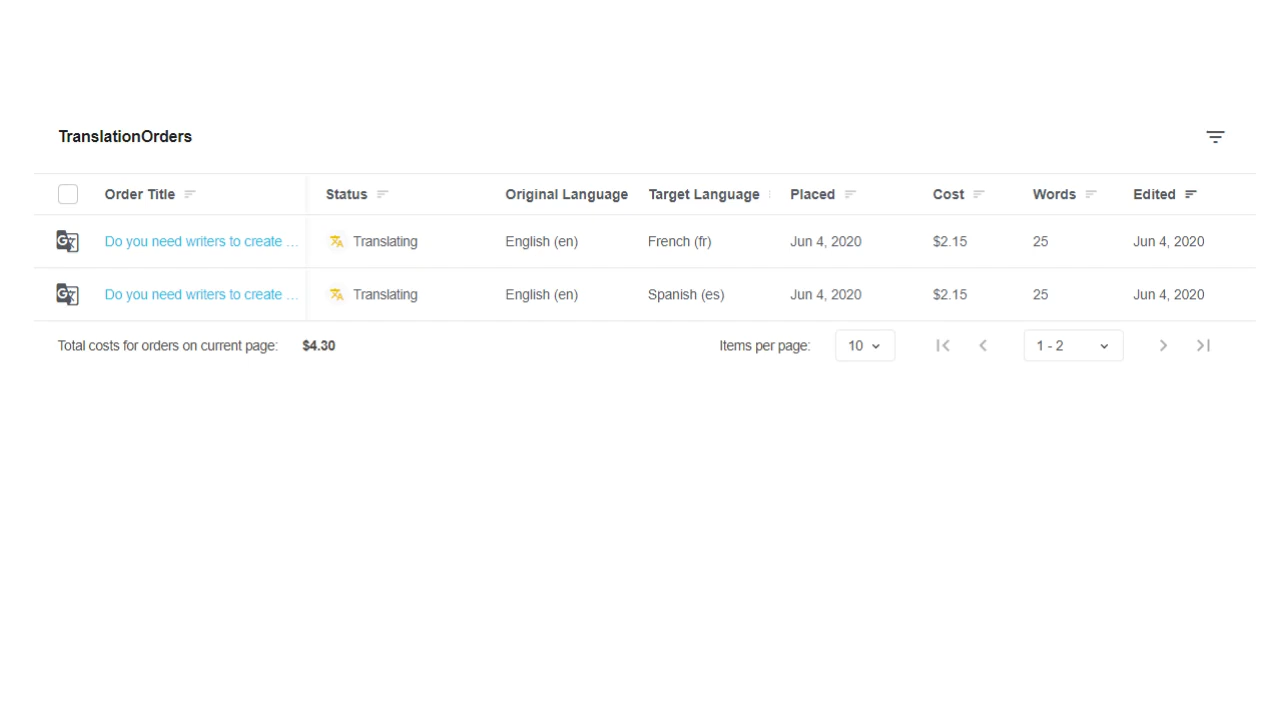 TranslationOrders
Order Title Status Original Language Target Language Placed Cost Words Edited
Do you need writers to create ... Translating English (en) French (fr) Jun 4, 2020 $2.15 25 Jun 4, 2020
Do you need writers to create ... Translating English (en) Spanish (es) Jun 4, 2020 $2.15 25 Jun 4, 2020
Total costs for orders on current page: $4.30 Items per page: 10 1 - 2